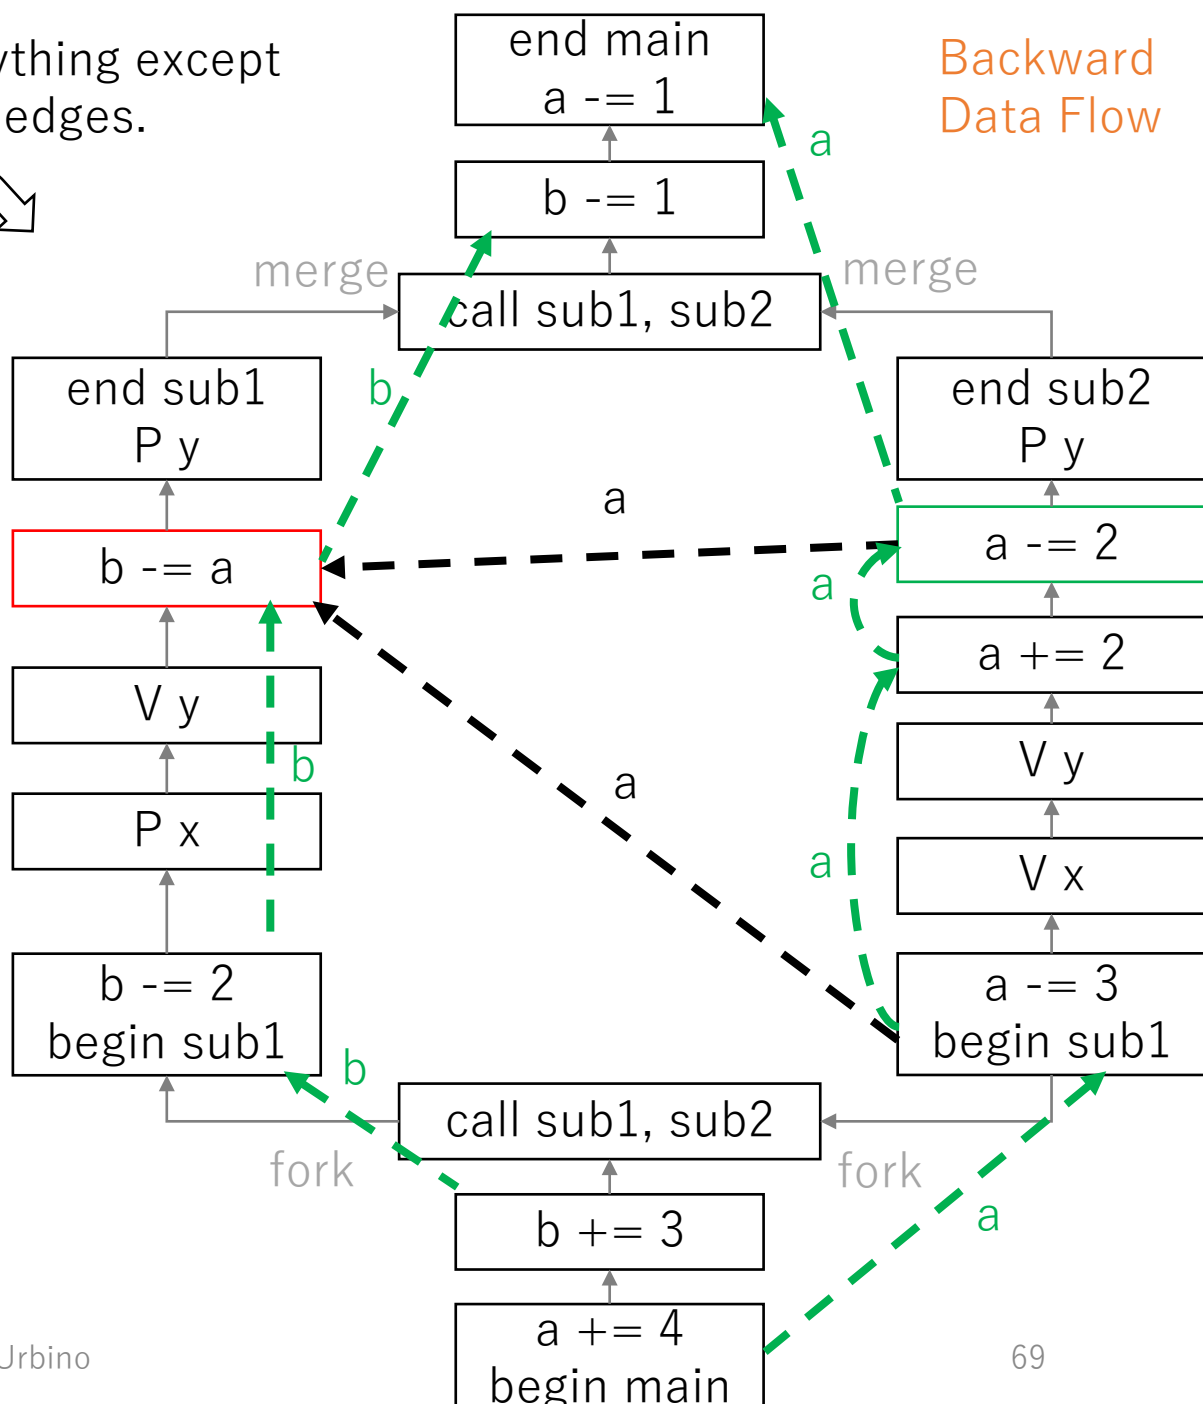 except
edges.
Backward
Data Flow
end main
a -= 1
a
b -= 1
merge
merge
call sub1, sub2
b
end sub1
P y
end sub2
P y
a
b -= a
a -= 2
a
a += 2
V y
b
V y
a
P x
a
V x
b -= 2
begin sub1
a -= 3
begin sub1
b
call sub1, sub2
fork
fork
a
b += 3
a += 4
begin main
Urbino
69